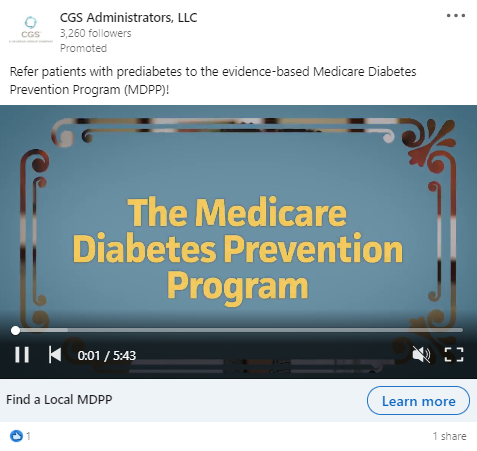 CGS Administrators, LLC
CGS
3,260 followers
Promoted
Refer patients with prediabetes to the evidence-based Medicare Diabetes
Prevention Program (MDPP)!
The Medicare
Diabetes Prevention
Program
0:01 / 5:43
Find a Local MDPP
Learn more
1
1 share